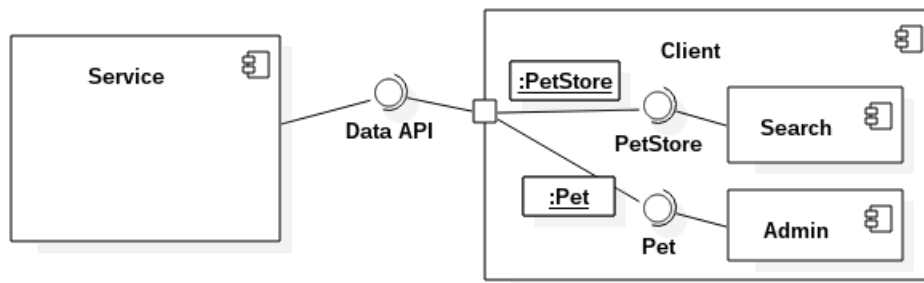 Client
Service
:PetStore
Data API
PetStore
Search
:Pet
Pet
Admin